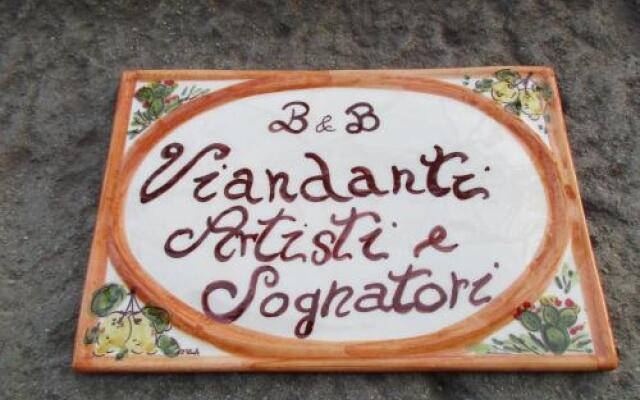 B & B
Viandanti
Artisti e
Sognatori